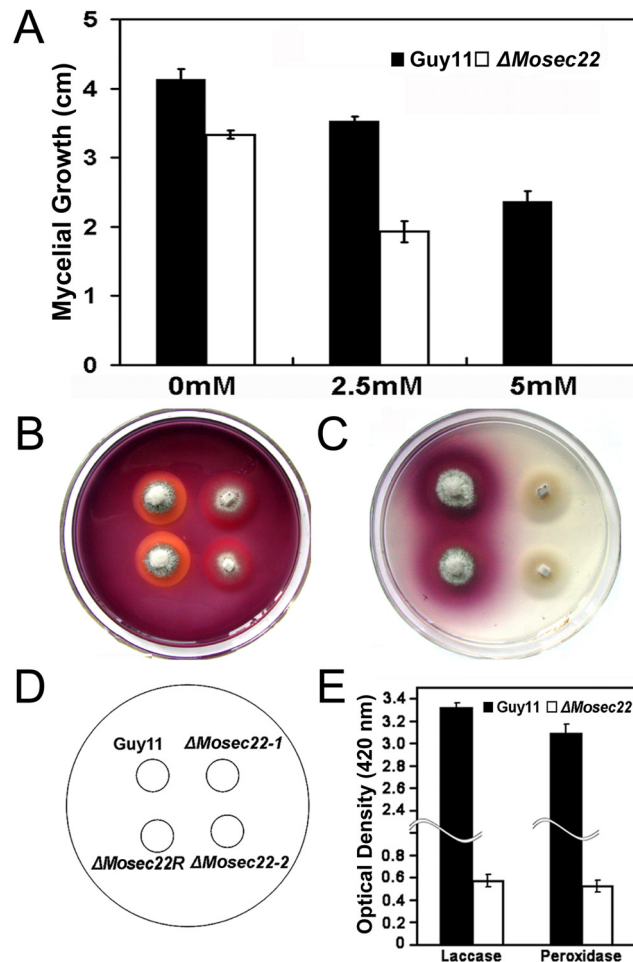 A
Mycelial Growth (cm)
5
4
3
2
1
0
Guy11 ΔMosec22
0mM 2.5mM 5mM
B
C
D
Guy11 ΔMosec22-1
ΔMosec22R ΔMosec22-2
E
Optical Density (420 nm)
3.4
3.2
3.0
2.8
2.6
2.4
0.8
0.6
0.4
0.2
0
Guy11 ΔMosec22
Laccase Peroxidase